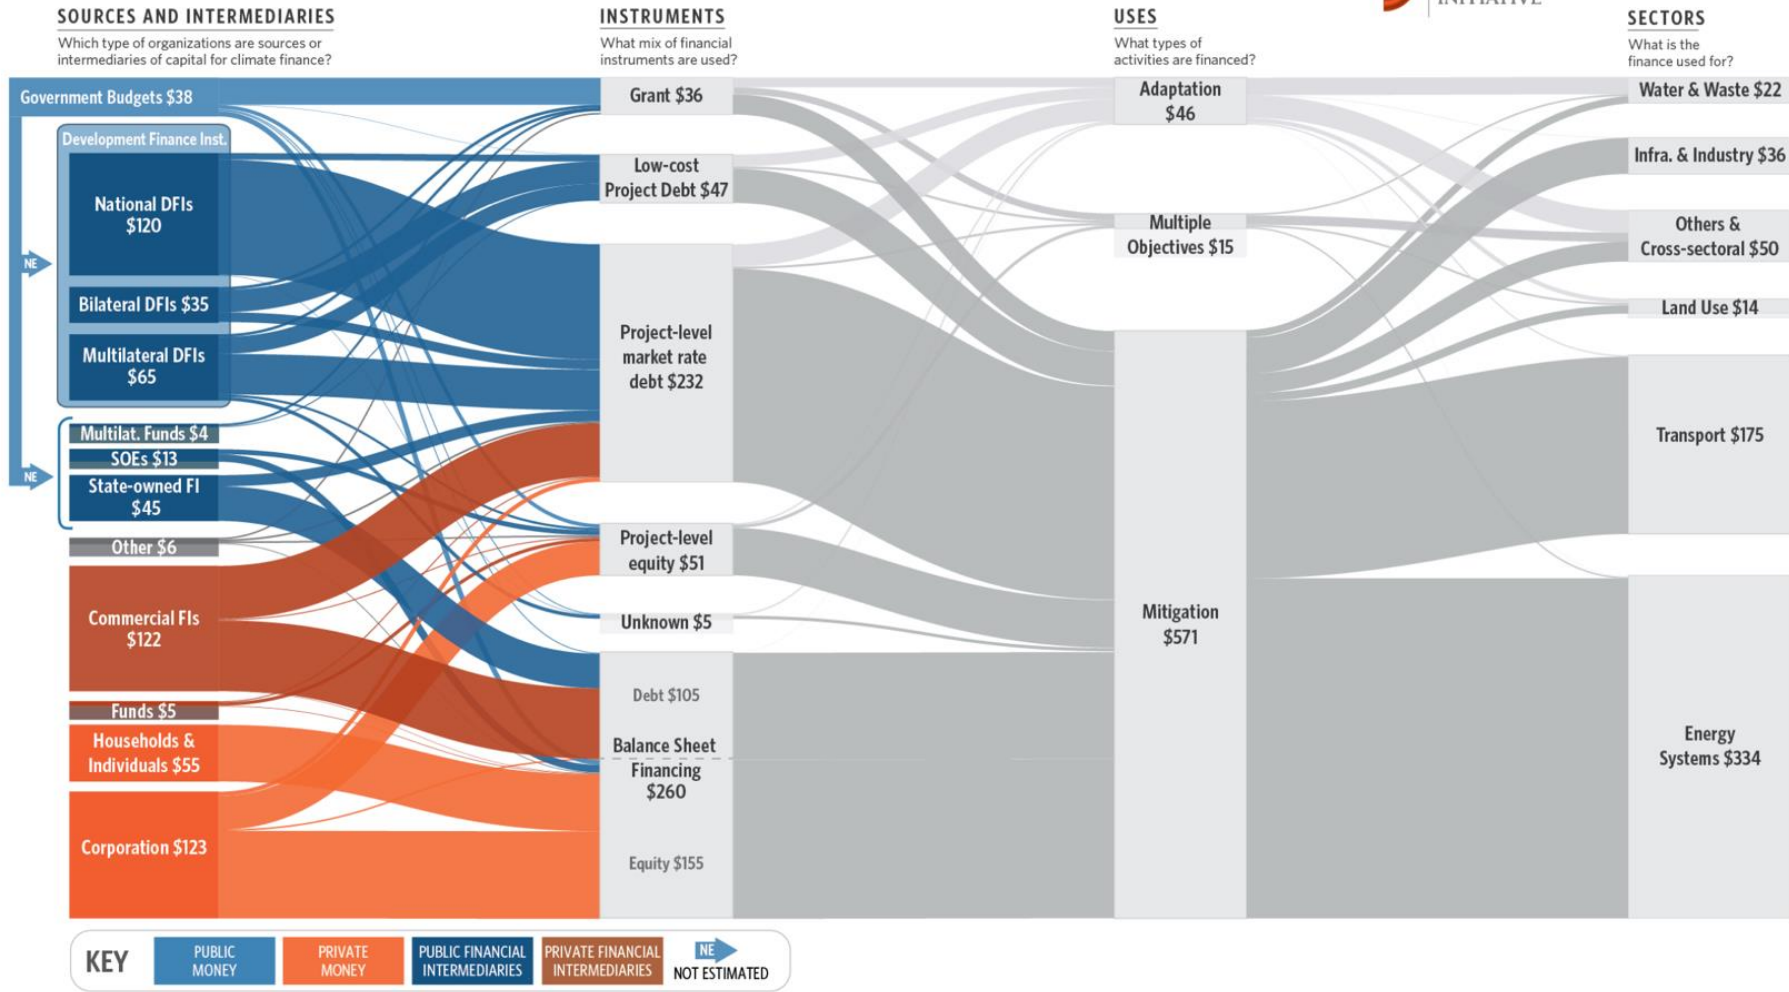 SOURCES AND INTERMEDIARIES
Which type of organizations are sources or
intermediaries of capital for climate finance?
INSTRUMENTS
What mix of financial
instruments are used?
USES
What types of
activities are financed?
INITIATIVE
SECTORS
What is the
finance used for?
Government Budgets $38
Development Finance Inst.
National DFIs
$120
NE
Bilateral DFIs $35
Multilateral DFIs
$65
Multilat. Funds $4
SOEs $13
NE
State-owned FI
$45
Other $6
Commercial FIs
$122
Funds $5
Households &
Individuals $55
Corporation $123
Grant $36
Low-cost
Project Debt $47
Project-level
market rate
debt $232
Project-level
equity $51
Unknown $5
Debt $105
Balance Sheet
Financing
$260
Equity $155
Adaptation
$46
Multiple
Objectives $15
Mitigation
$571
Water & Waste $22
Infra. & Industry $36
Others &
Cross-sectoral $50
Land Use $14
Transport $175
Energy
Systems $334
KEY
PUBLIC
MONEY
PRIVATE
MONEY
PUBLIC FINANCIAL
INTERMEDIARIES
PRIVATE FINANCIAL
INTERMEDIARIES
NE
NOT ESTIMATED